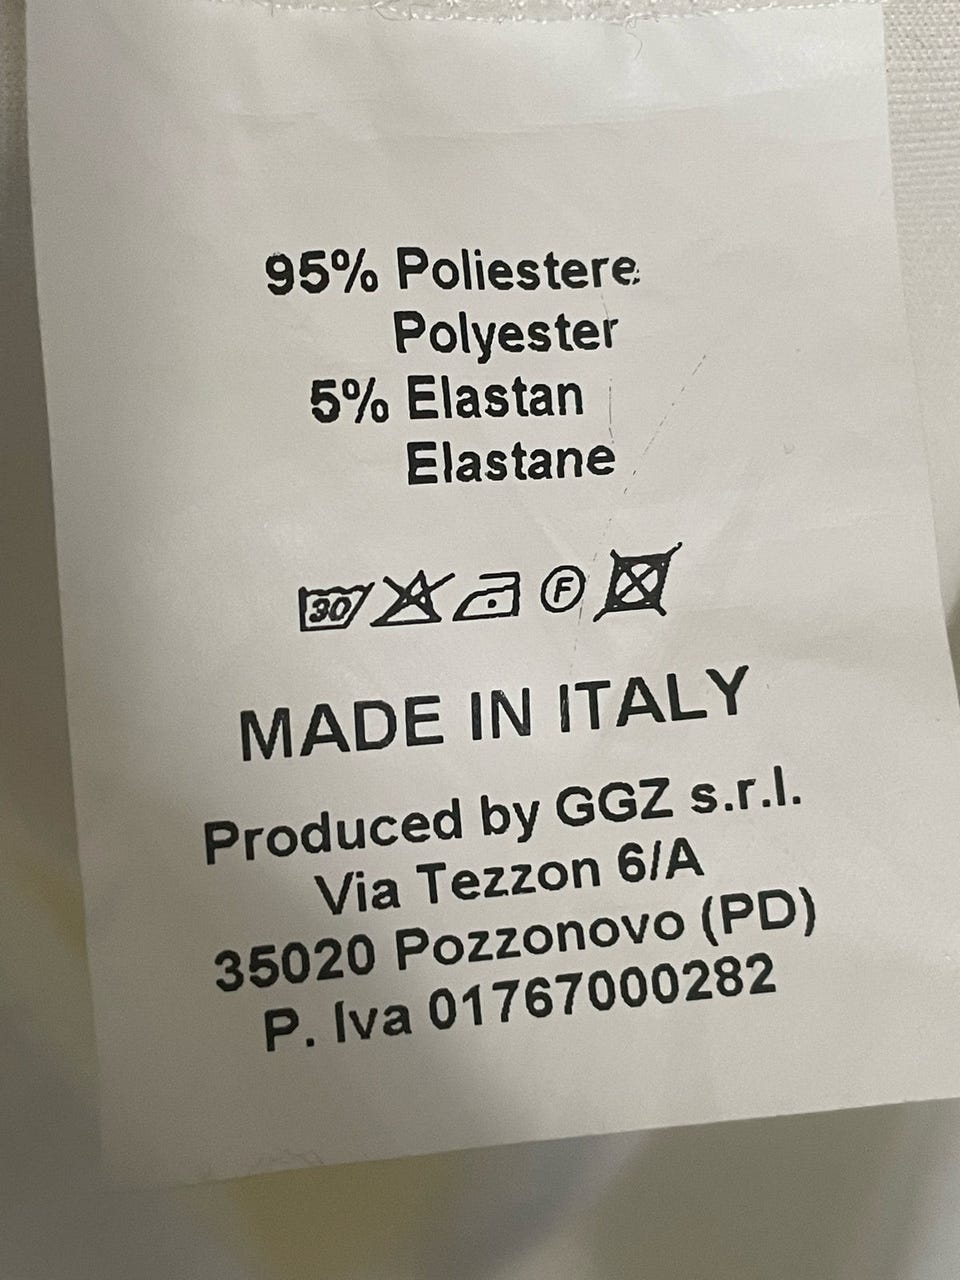 95% Poliestere
Polyester
5% Elastan
Elastane
30 F
MADE IN ITALY
Produced by GGZ s.r.l.
Via Tezzon 6/A
35020 Pozzonovo (PD)
P. Iva 01767000282